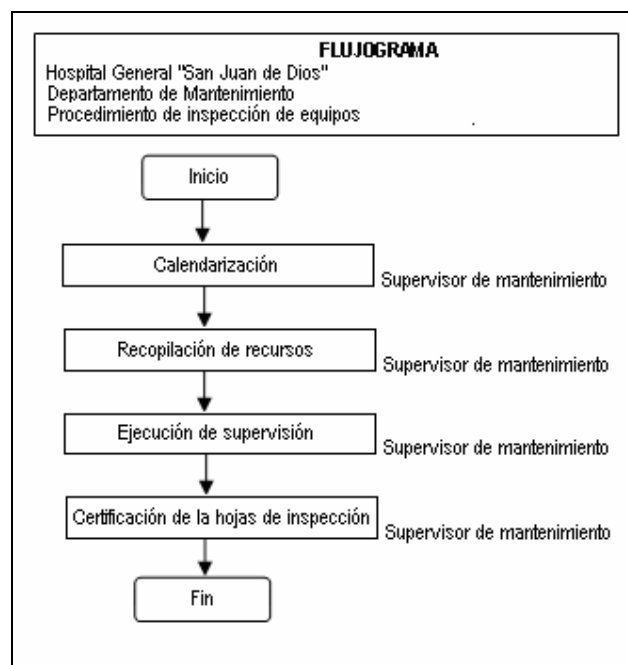 FLUJOGRAMA
Hospital General "San Juan de Dios"
Departamento de Mantenimiento
Procedimiento de inspección de equipos
Inicio
Calendarización
Supervisor de mantenimiento
Recopilación de recursos
Supervisor de mantenimiento
Ejecución de supervisión
Supervisor de mantenimiento
Certificación de la hojas de inspección
Supervisor de mantenimiento
Fin